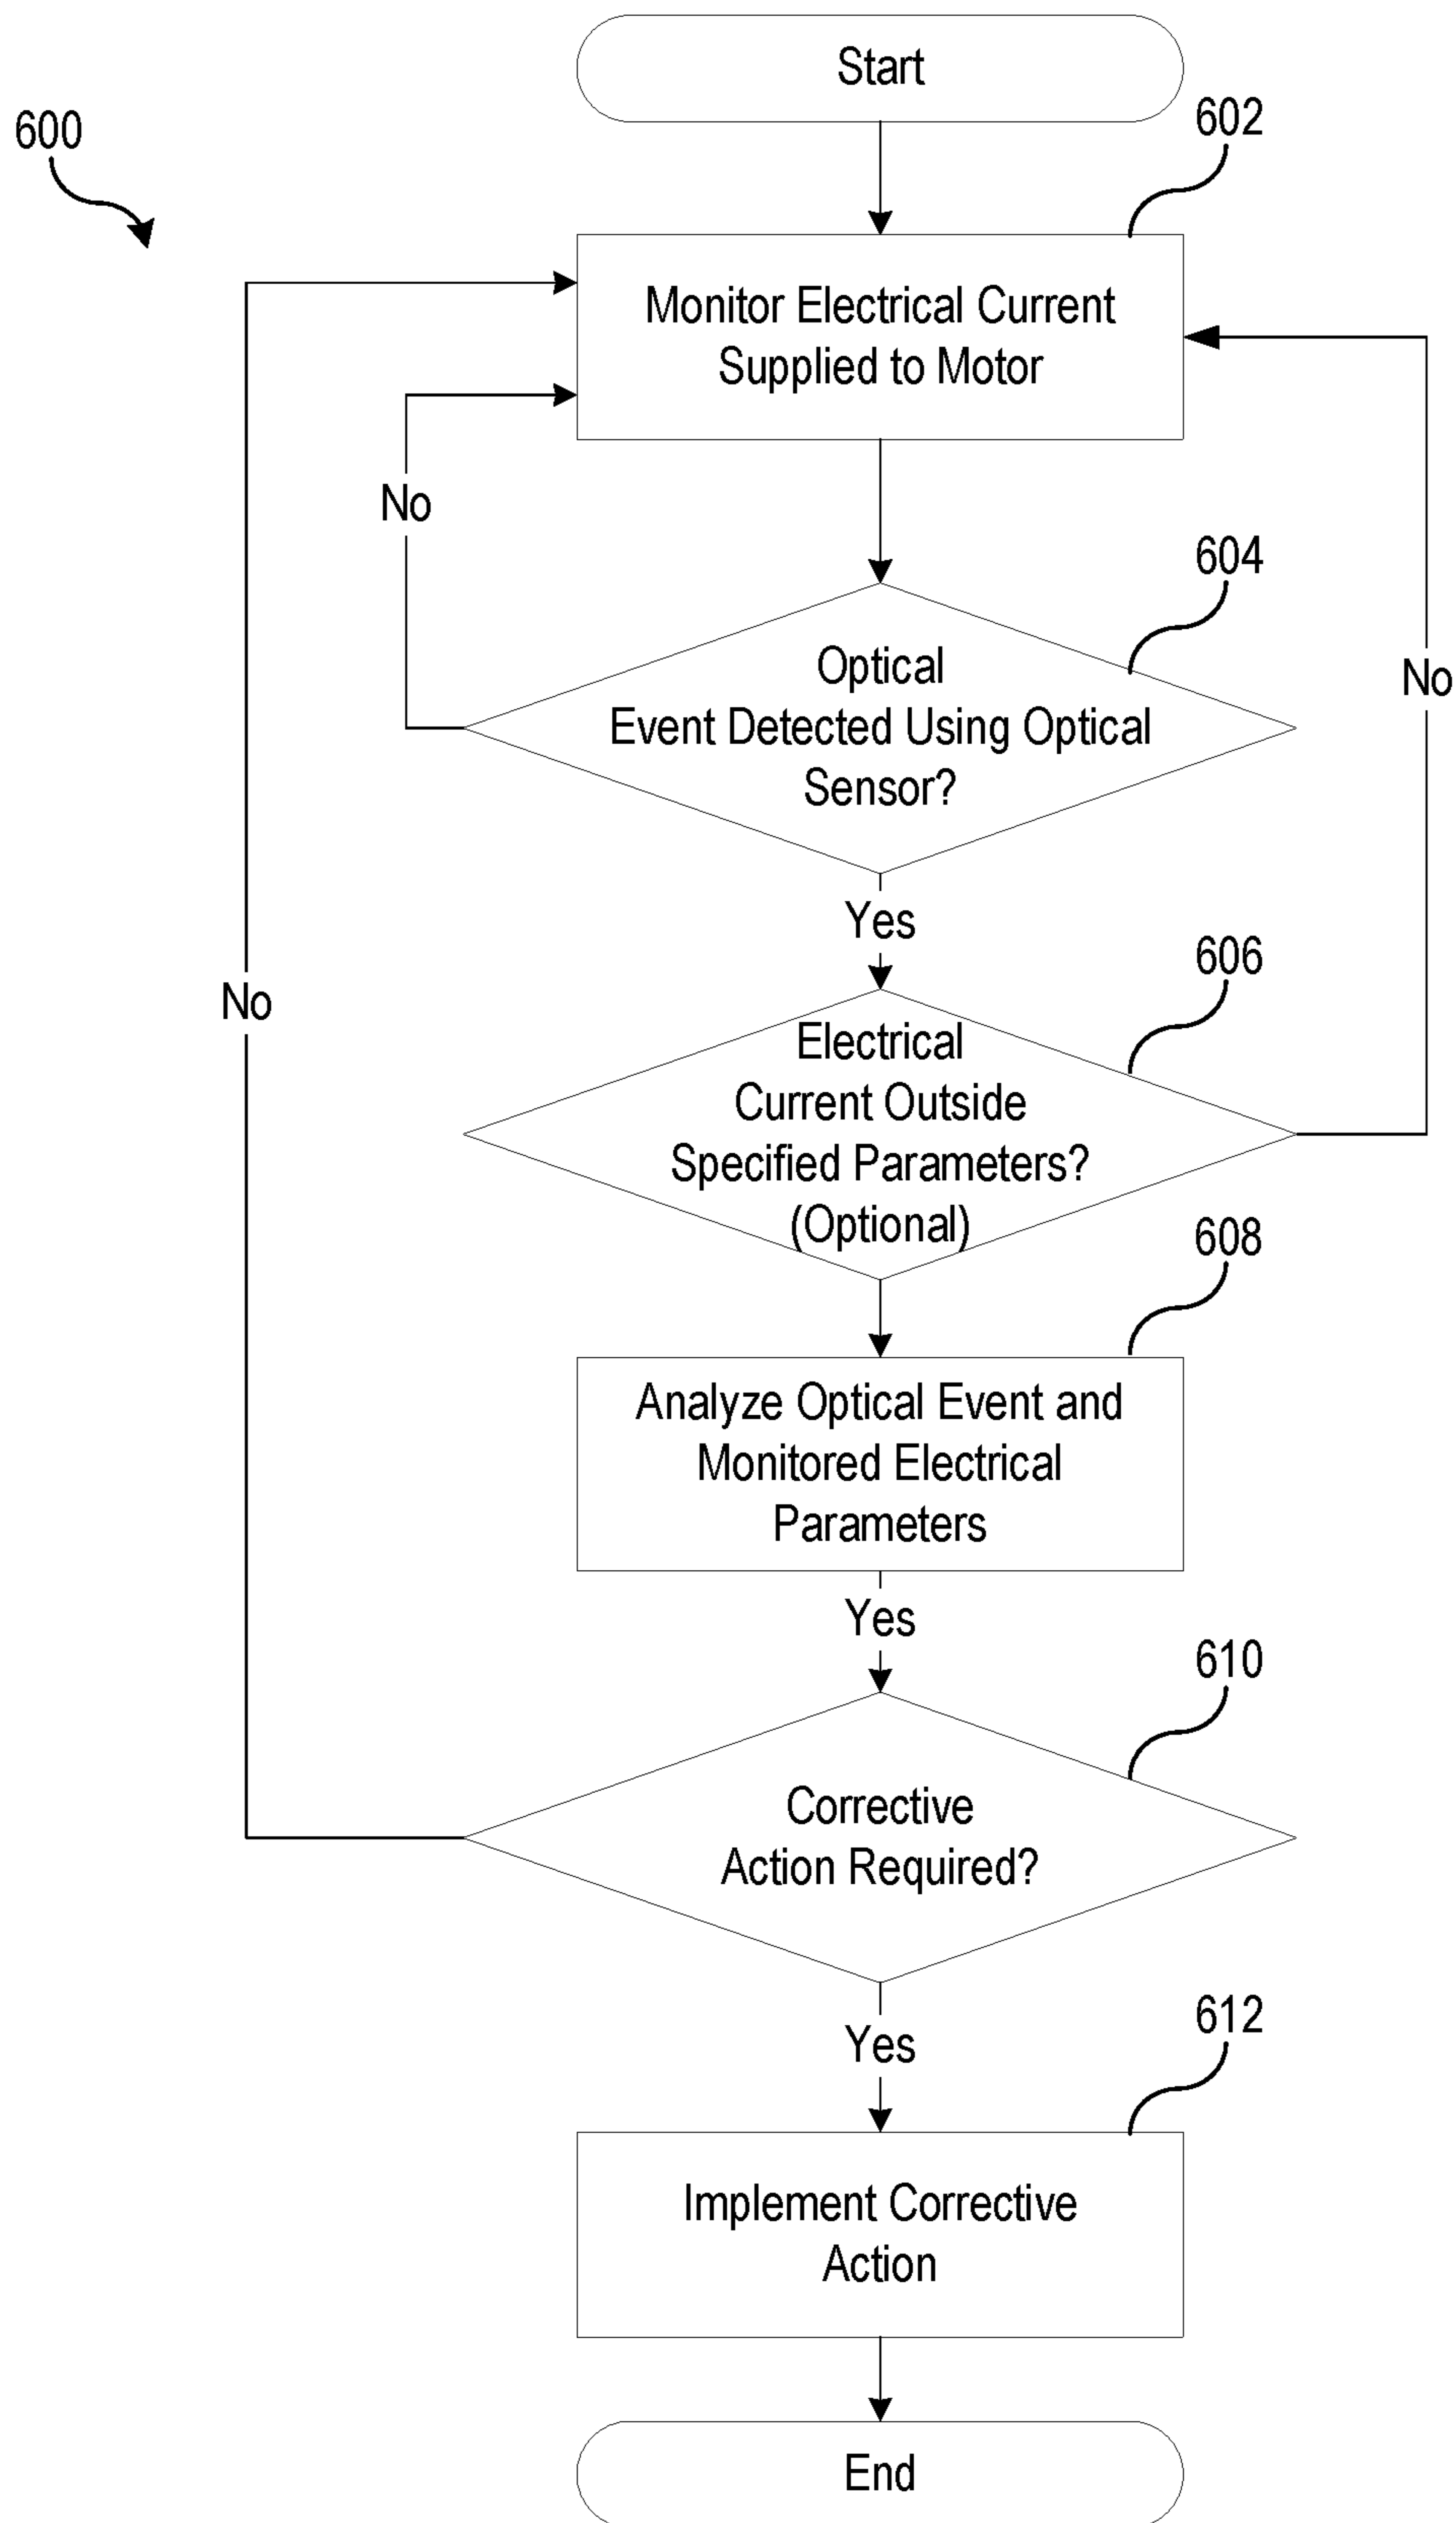 Start
600
602
Monitor Electrical Current
Supplied to Motor
No
604
Optical
Event Detected Using Optical
Sensor?
No
Yes
606
No
Electrical
Current Outside
Specified Parameters?
(Optional)
608
Analyze Optical Event and
Monitored Electrical
Parameters
Yes
610
Corrective
Action Required?
Yes
612
Implement Corrective
Action
End